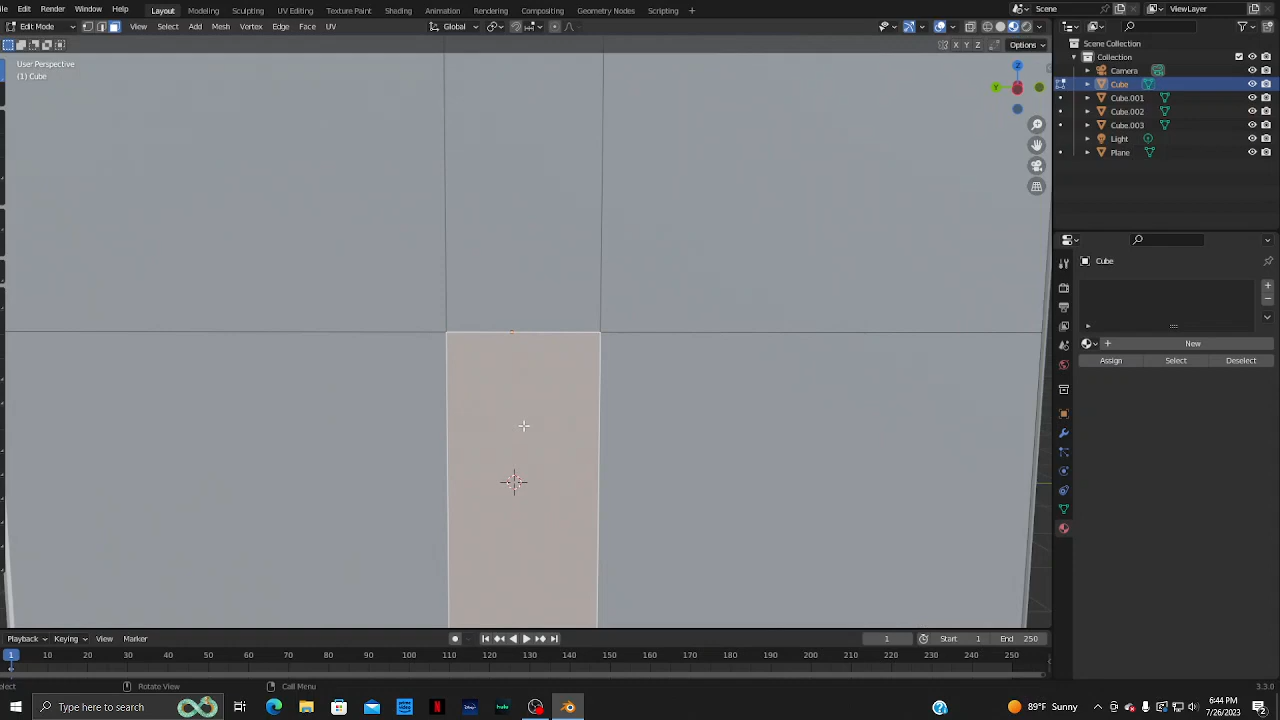 Edit Render Window Help Layout Modeling Sculpting UV Editing Texture Paint Shading Animation Rendering Compositing Geometry Nodes Scripting + Scene ViewLayer
Edit Mode View Select Add Mesh Vertex Edge Face UV Global
X Y Z Options
User Perspective
(1) Cube
Z
Y
Scene Collection
Collection
Camera
Cube
Cube.001
Cube.002
Cube.003
Light
Plane
Cube
New
Assign Select Deselect
Playback Keying View Marker 1 Start 1 End 250
1 10 20 30 40 50 60 70 80 90 100 110 120 130 140 150 160 170 180 190 200 210 220 230 240 250
elect Rotate View Call Menu 3.3.0
Type here to search 89°F Sunny 6:44 PM
7/26/2023